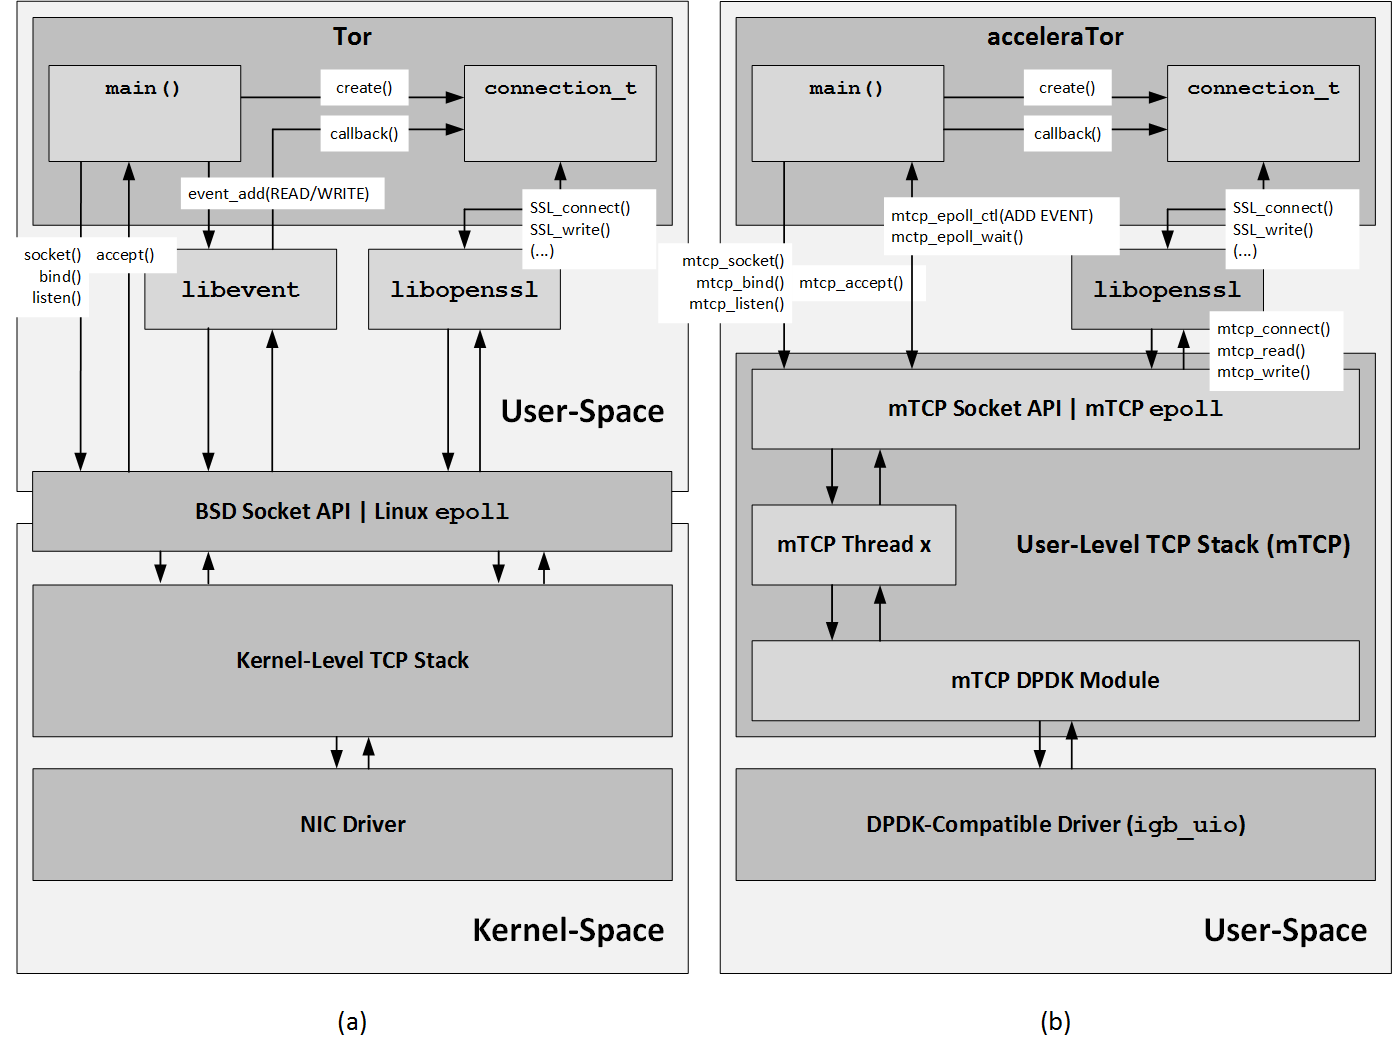 Tor
main()
create()
connection_t
callback()
event_add(READ/WRITE)
SSL_connect()
SSL_write()
(...)
socket()
bind()
listen()
accept()
libevent
libopenssl
User-Space
BSD Socket API | Linux epoll
Kernel-Level TCP Stack
NIC Driver
Kernel-Space
(a)
acceleraTor
main()
create()
connection_t
callback()
mtcp_epoll_ctl(ADD EVENT)
mctp_epoll_wait()
SSL_connect()
SSL_write()
(...)
mtcp_socket()
mtcp_bind()
mtcp_listen()
mtcp_accept()
libopenssl
mtcp_connect()
mtcp_read()
mtcp_write()
mTCP Socket API | mTCP epoll
mTCP Thread x
User-Level TCP Stack (mTCP)
mTCP DPDK Module
DPDK-Compatible Driver (igb_uio)
User-Space
(b)